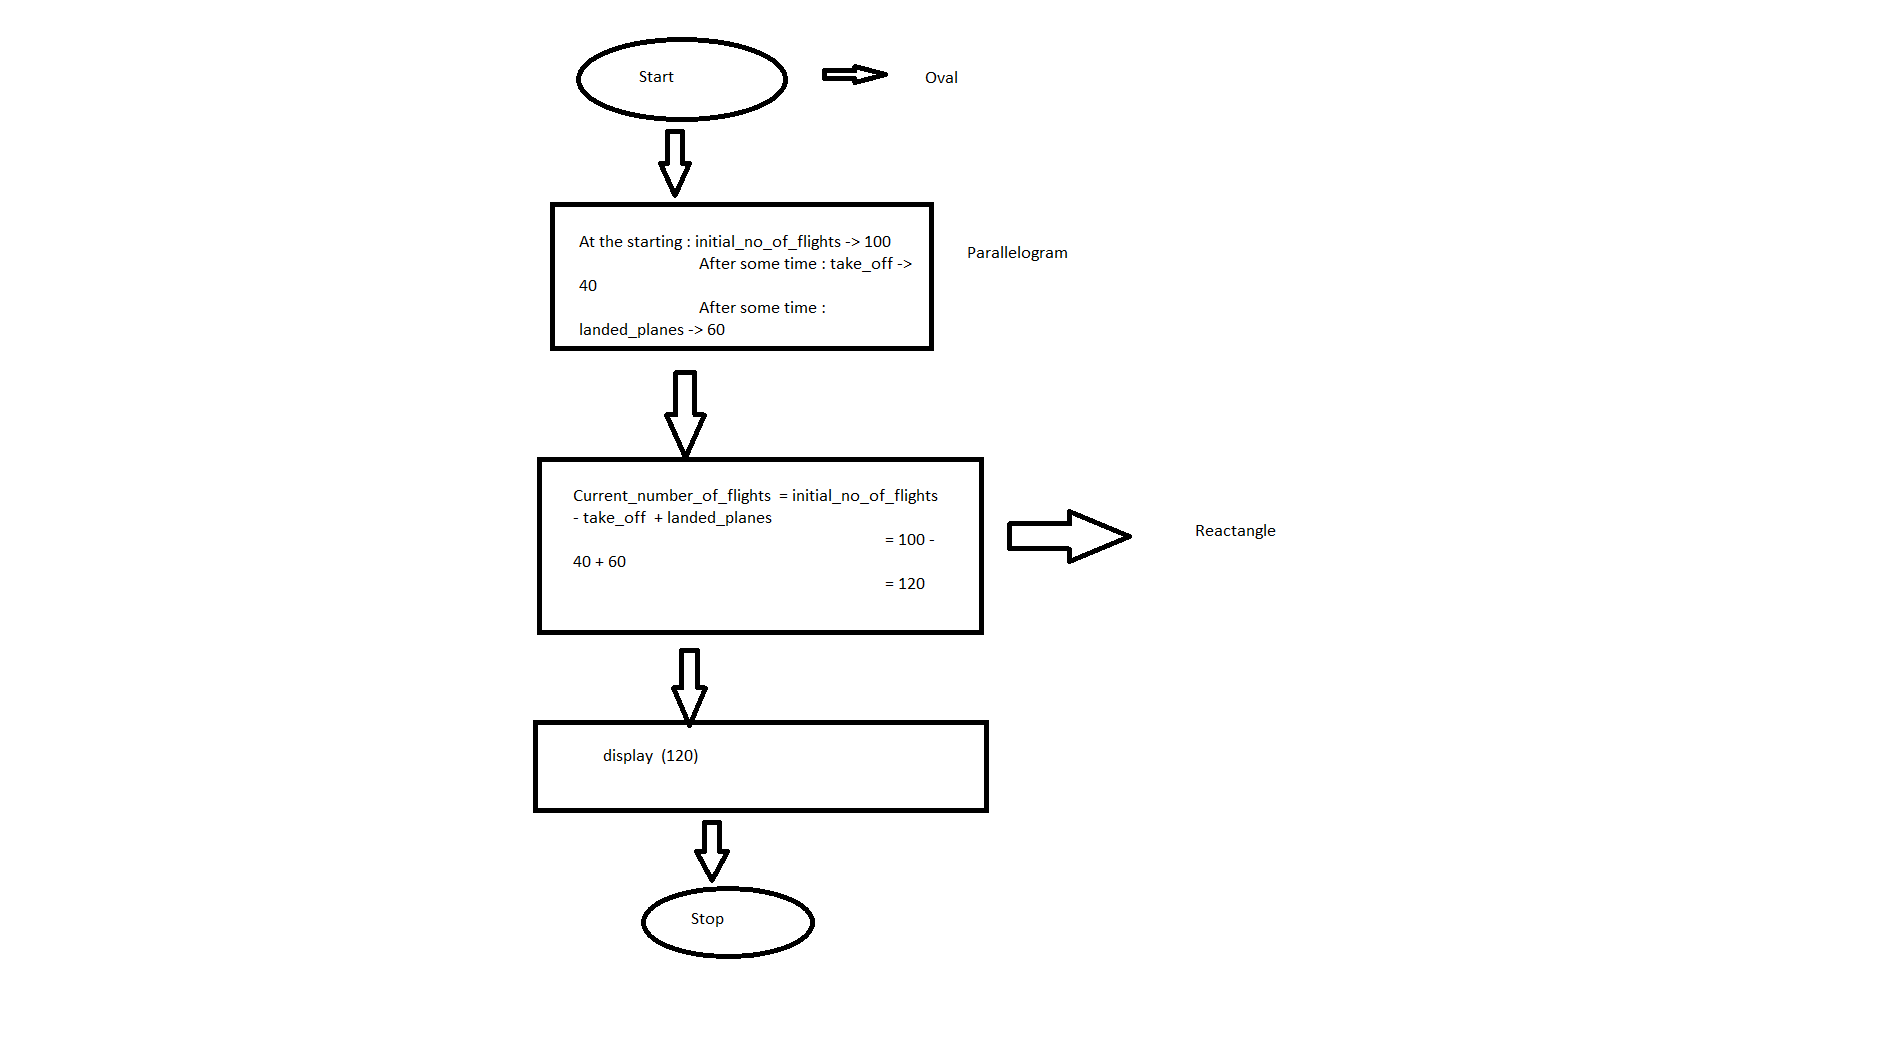 Start
Oval
At the starting : initial_no_of_flights -> 100
After some time : take_off ->
40
After some time :
landed_planes -> 60
Parallelogram
Current_number_of_flights  = initial_no_of_flights
- take_off  + landed_planes
= 100 -
40 + 60
= 120
Reactangle
display  (120)
Stop